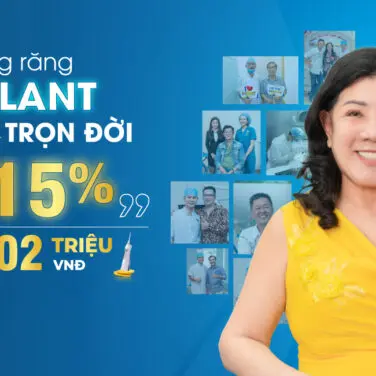 g răng
LANT
TRỌN ĐỜI
15%
02 TRIỆU
VNĐ